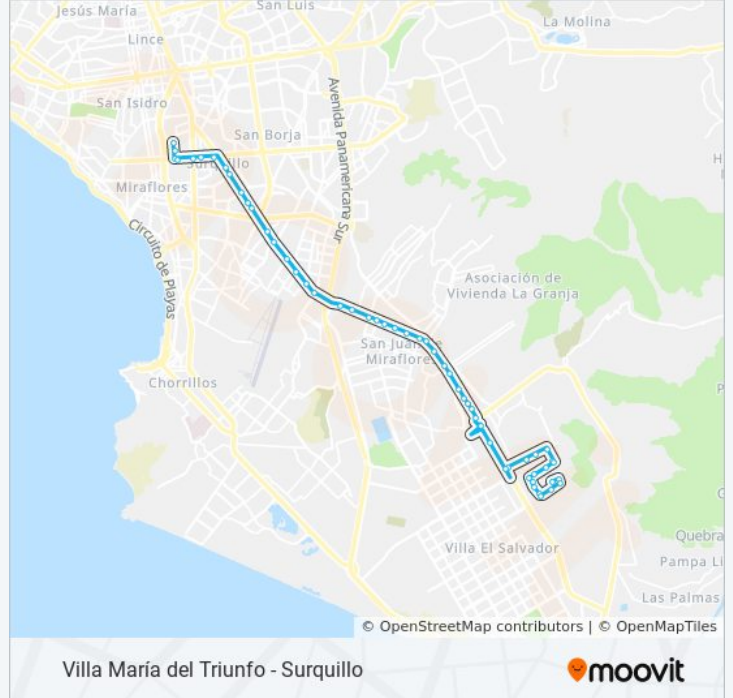 Jesús María
San Luis
La Molina
Lince
San Isidro
Avenida Panamericana Sur
San Borja
Surquillo
Miraflores
Circuito de Playas
Asociación de
Vivienda La Granja
San Juan de
Miraflores
Chorrillos
Villa El Salvador
Quebra
Pampa Li
Las Palmas
© OpenStreetMap contributors | © OpenMapTiles
Villa María del Triunfo - Surquillo
moovit